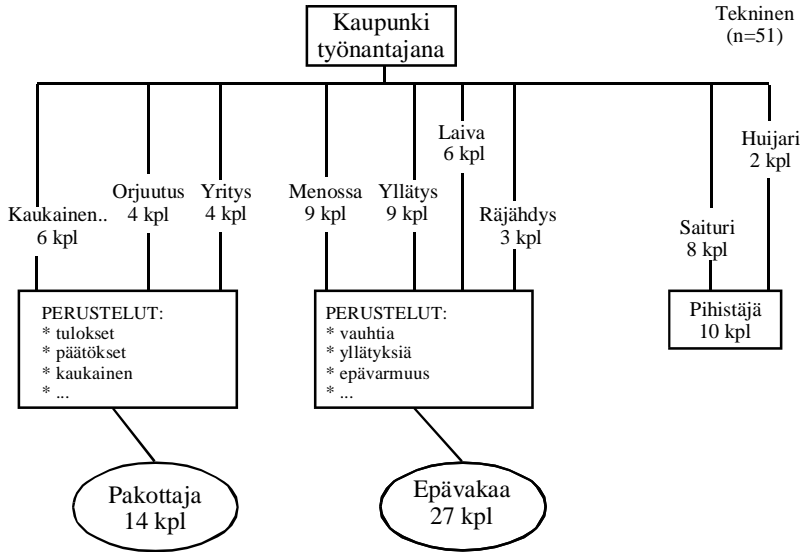 Kaupunki
työnantajana
Tekninen
(n=51)
Kaukainen..
6 kpl
Orjuutus
4 kpl
Yritys
4 kpl
Menossa
9 kpl
Yllätys
9 kpl
Laiva
6 kpl
Räjähdys
3 kpl
Saituri
8 kpl
Huijari
2 kpl
PERUSTELUT:
* tulokset
* päätökset
* kaukainen
* ...
PERUSTELUT:
* vauhtia
* yllätyksiä
* epävarmuus
* ...
Pihistäjä
10 kpl
Pakottaja
14 kpl
Epävakaa
27 kpl